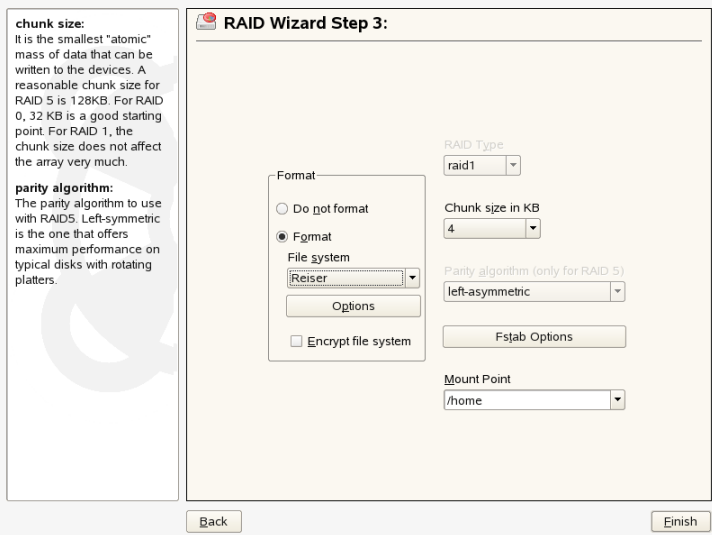 chunk size:
It is the smallest "atomic"
mass of data that can be
written to the devices. A
reasonable chunk size for
RAID 5 is 128KB. For RAID
0, 32 KB is a good starting
point. For RAID 1, the
chunk size does not affect
the array very much.
parity algorithm:
The parity algorithm to use
with RAID5. Left-symmetric
is the one that offers
maximum performance on
typical disks with rotating
platters.
RAID Wizard Step 3:
Format
Do not format
Format
File system
Reiser
Options
Encrypt file system
RAID Type
raid1
Chunk size in KB
4
Parity algorithm (only for RAID 5)
left-asymmetric
Fstab Options
Mount Point
/home
Back
Finish